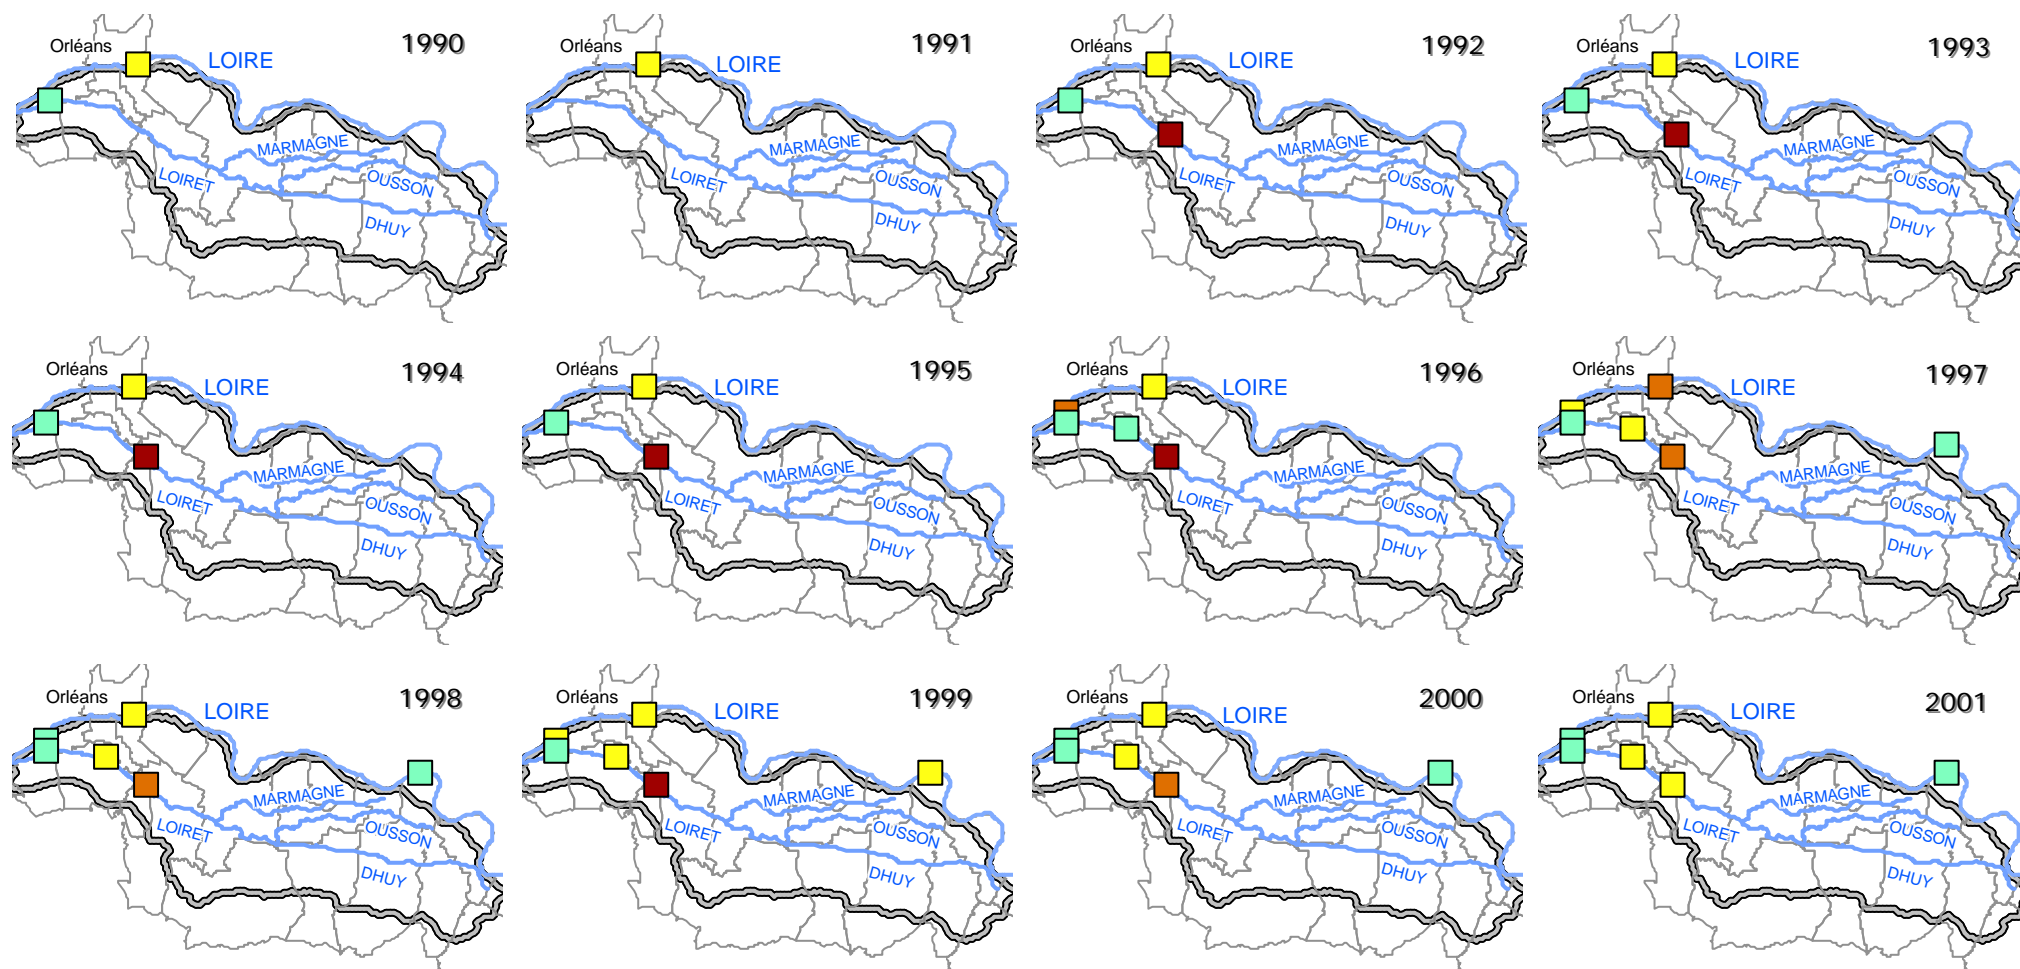 Orléans LOIRE 1990
MARMAGNE
LOIRET OUSSON
DHUY
Orléans LOIRE 1991
MARMAGNE
LOIRET OUSSON
DHUY
Orléans LOIRE 1992
MARMAGNE
LOIRET OUSSON
DHUY
Orléans LOIRE 1993
MARMAGNE
LOIRET OUSSON
DHUY
Orléans LOIRE 1994
MARMAGNE
LOIRET OUSSON
DHUY
Orléans LOIRE 1995
MARMAGNE
LOIRET OUSSON
DHUY
Orléans LOIRE 1996
MARMAGNE
LOIRET OUSSON
DHUY
Orléans LOIRE 1997
MARMAGNE
LOIRET OUSSON
DHUY
Orléans LOIRE 1998
MARMAGNE
LOIRET OUSSON
DHUY
Orléans LOIRE 1999
MARMAGNE
LOIRET OUSSON
DHUY
Orléans LOIRE 2000
MARMAGNE
LOIRET OUSSON
DHUY
Orléans LOIRE 2001
MARMAGNE
LOIRET OUSSON
DHUY